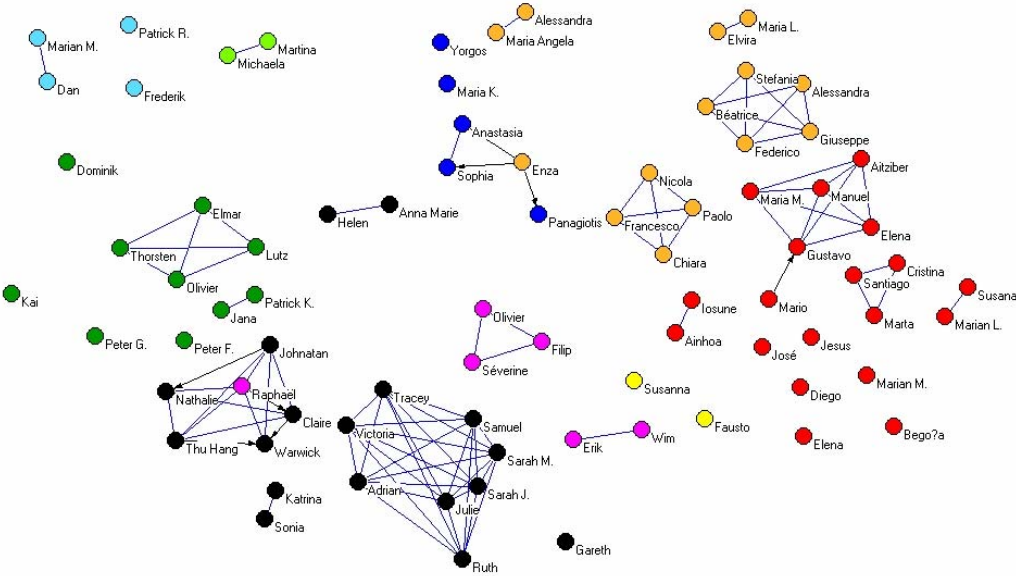 Alessandra
Maria L.
Patrick R.
Marian M.
Maria Angela
Elvira
Martina
Yorgos
Michaela
Stefania
Dan
Frederik
Maria K.
Alessandra
Béatrice
Anastasia
Giuseppe
Federico
Dominik
Enza
Sophia
Aitziber
Nicola
Manuel
Maria M.
Elmar
Helen
Anna Marie
Panagiotis
Francesco
Paolo
Elena
Thorsten
Lutz
Chiara
Gustavo
Cristina
Santiago
Olivier
Kai
Patrick K.
Jana
Mario
Susana
Iosune
Marta
Marian L.
Olivier
Peter G.
Peter F.
Johnatan
Filip
Ainhoa
José
Jesus
Séverine
Marian M.
Nathalie
Raphaël
Tracey
Susanna
Diego
Claire
Victoria
Samuel
Fausto
Bego?a
Thu Hang
Warwick
Erik
Wim
Elena
Sarah M.
Adrian
Sarah J.
Katrina
Julie
Sonia
Gareth
Ruth